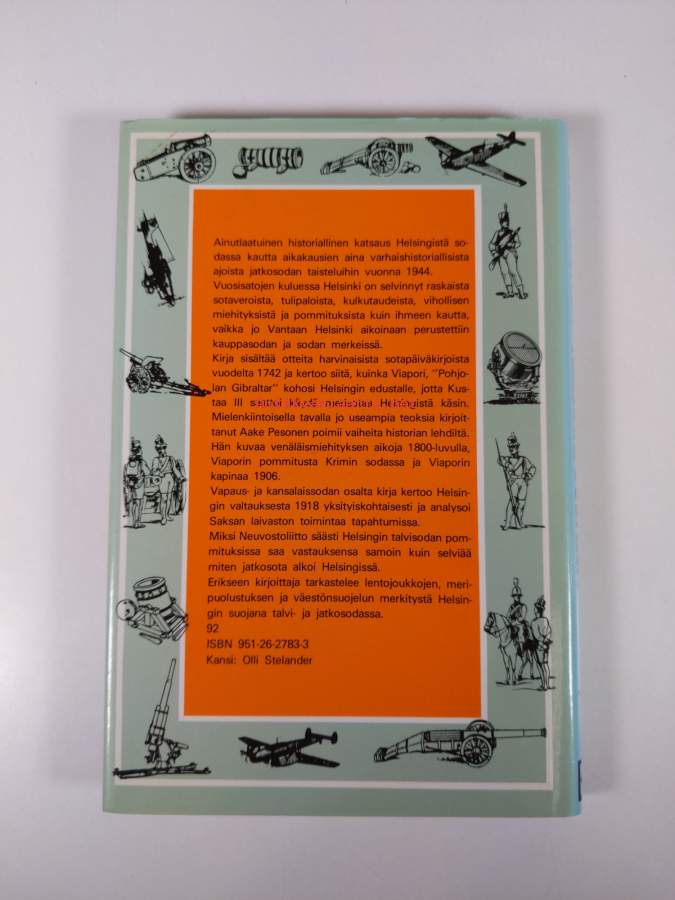 Ainutlaatuinen historiallinen katsaus Helsingistä so-
dassa kautta aikakausien aina varhaishistoriallisista
ajoista jatkosodan taisteluihin vuonna 1944.
Vuosisatojen kuluessa Helsinki on selvinnyt raskaista
sotaveroista, tulipaloista, kulkutaudeista, vihollisen
miehityksistä ja pommituksista kuin ihmeen kautta,
vaikka jo Vantaan Helsinki aikoinaan perustettiin
kauppasodan ja sodan merkeissä.
Kirja sisältää otteita harvinaisista sotapäiväkirjoista
vuodelta 1742 ja kertoo siitä, kuinka Viapori, "Pohjo-
lan Gibraltar" kohosi Helsingin edustalle, jotta Kus-
taa III saattoi käydä merisotaa Helsingistä käsin.
Mielenkiintoisella tavalla jo useampia teoksia kirjoit-
tanut Aake Pesonen poimii vaiheita historian lehdiltä.
Hän kuvaa venäläismiehityksen aikoja 1800-luvulla,
Viaporin pommitusta Krimin sodassa ja Viaporin
kapinaa 1906.
Vapaus- ja kansalaissodan osalta kirja kertoo Helsin-
gin valtauksesta 1918 yksityiskohtaisesti ja analysoi
Saksan laivaston toimintaa tapahtumissa.
Miksi Neuvostoliitto säästi Helsingin talvisodan pom-
mituksissa saa vastauksensa samoin kuin selviää
miten jatkosota alkoi Helsingissä.
Erikseen kirjoittaja tarkastelee lentojoukkojen, meri-
puolustuksen ja väestönsuojelun merkitystä Helsin-
gin suojana talvi- ja jatkosodassa.
92
ISBN 951-26-2783-3
Kansi: Olli Stelander